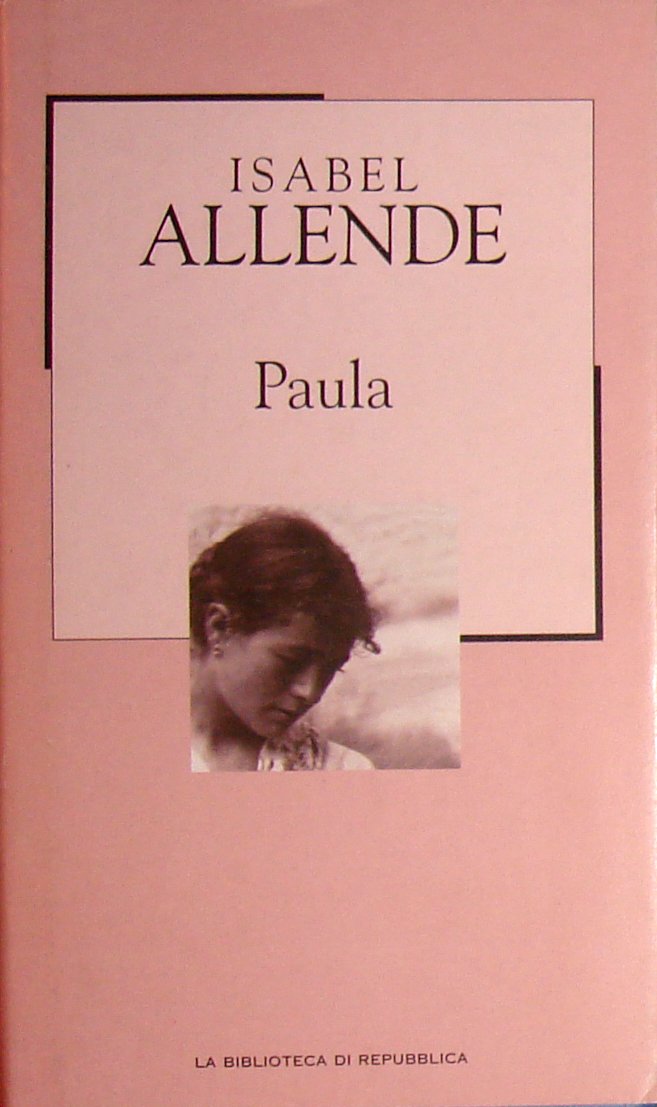 ISABEL
ALLENDE
Paula
LA BIBLIOTECA DI REPUBBLICA